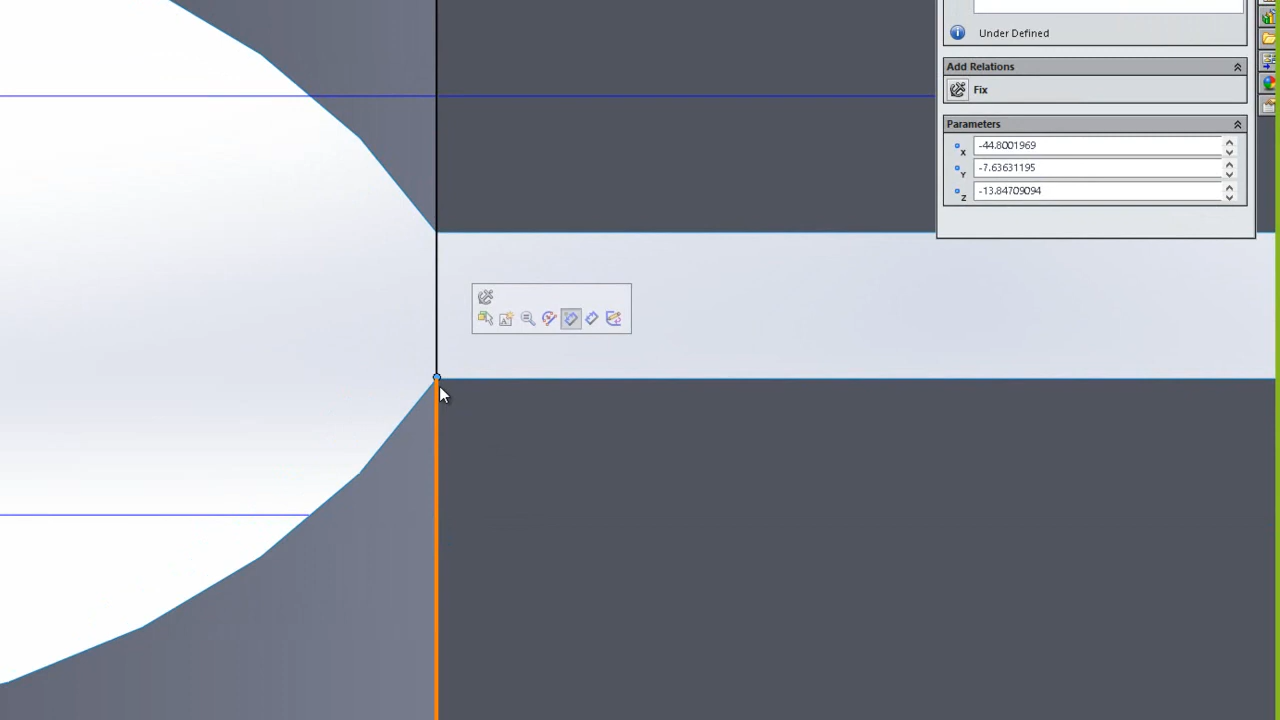 Under Defined
Add Relations
Fix
Parameters
X -44.8001969
Y -7.63631195
Z -13.84709094